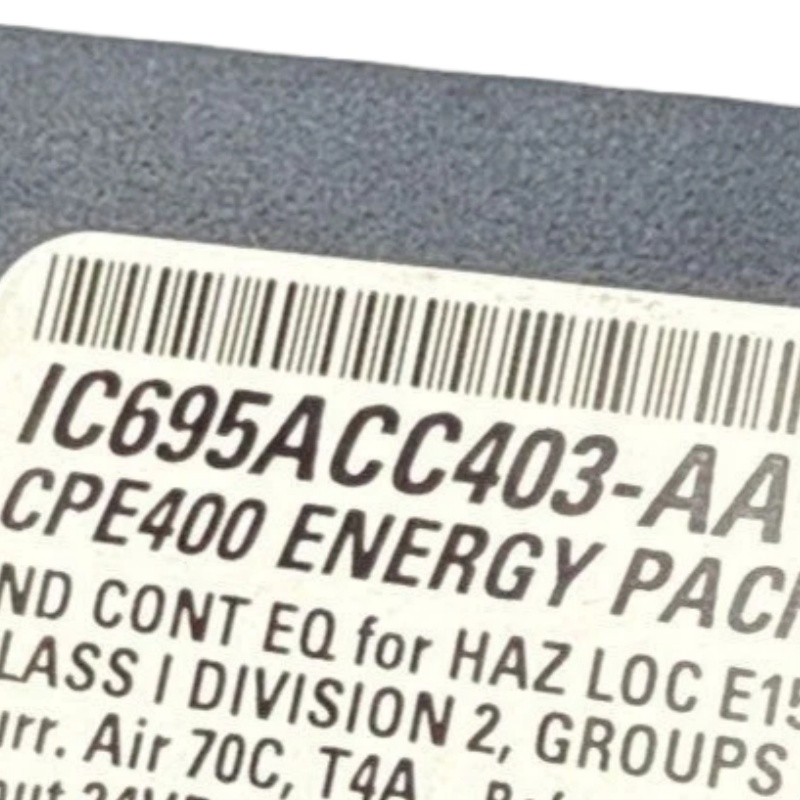 IC695ACC403-AA
CPE400 ENERGY PAC
ND CONT EQ for HAZ LOC E15
LASS I DIVISION 2, GROUPS
urr. Air 70C, T4A